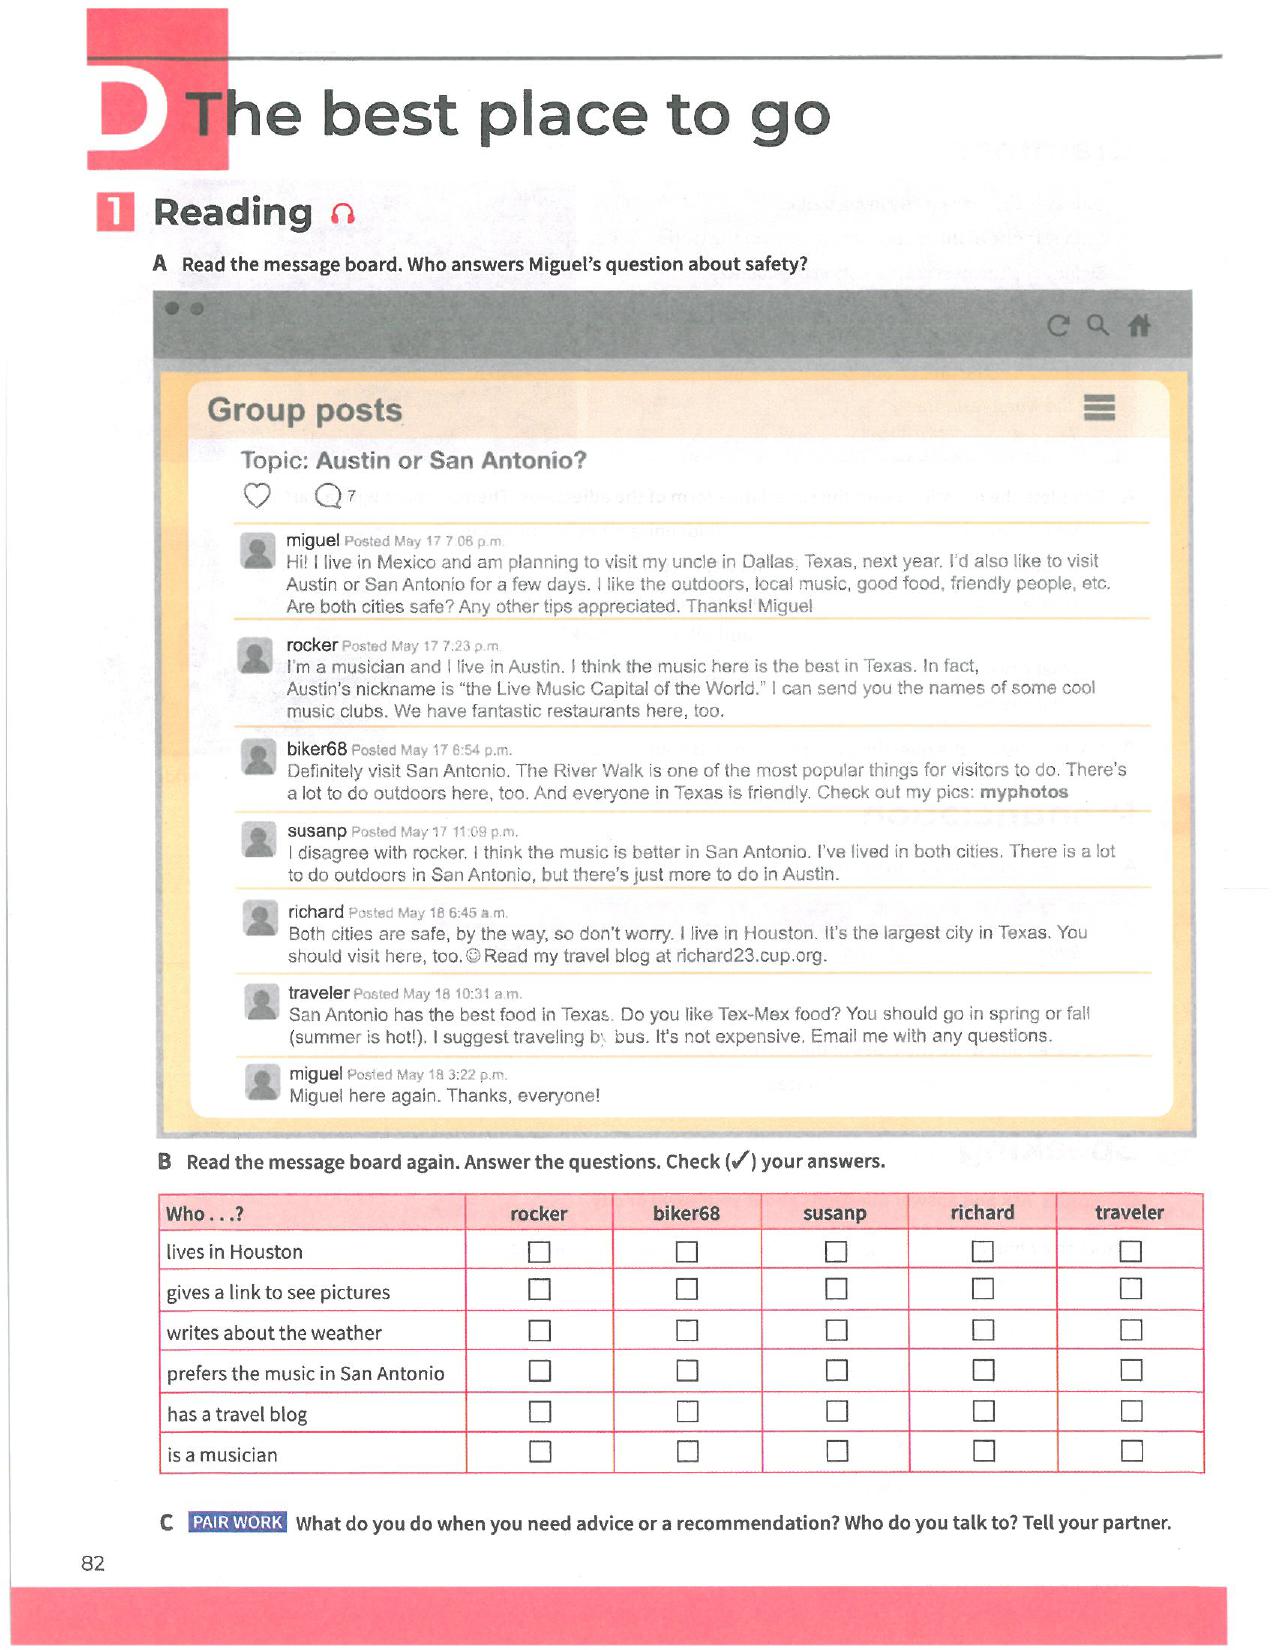 D The best place to go
1 Reading
A Read the message board. Who answers Miguel's question about safety?
Group posts
Topic: Austin or San Antonio?
7
miguel Posted May 17 7:06 p.m.
Hi! I live in Mexico and am planning to visit my uncle in Dallas, Texas, next year. I'd also like to visit
Austin or San Antonio for a few days. I like the outdoors, local music, good food, friendly people, etc.
Are both cities safe? Any other tips appreciated. Thanks! Miguel
rocker Posted May 17 7:23 p.m.
I'm a musician and I live in Austin. I think the music here is the best in Texas. In fact,
Austin's nickname is "the Live Music Capital of the World." I can send you the names of some cool
music clubs. We have fantastic restaurants here, too.
biker68 Posted May 17 8:54 p.m.
Definitely visit San Antonio. The River Walk is one of the most popular things for visitors to do. There's
a lot to do outdoors here, too. And everyone in Texas is friendly. Check out my pics: myphotos
susanp Posted May 17 11:09 p.m.
I disagree with rocker. I think the music is better in San Antonio. I've lived in both cities. There is a lot
to do outdoors in San Antonio, but there's just more to do in Austin.
richard Posted May 18 6:45 a.m.
Both cities are safe, by the way, so don't worry. I live in Houston. It's the largest city in Texas. You
should visit here, too.☺ Read my travel blog at richard23.cup.org.
traveler Posted May 18 10:31 a.m.
San Antonio has the best food in Texas. Do you like Tex-Mex food? You should go in spring or fall
(summer is hot!). I suggest traveling by bus. It's not expensive. Email me with any questions.
miguel Posted May 18 3:22 p.m.
Miguel here again. Thanks, everyone!
B Read the message board again. Answer the questions. Check (✓) your answers.
Who . . .? rocker biker68 susanp richard traveler
lives in Houston
gives a link to see pictures
writes about the weather
prefers the music in San Antonio
has a travel blog
is a musician
C PAIR WORK What do you do when you need advice or a recommendation? Who do you talk to? Tell your partner.
82